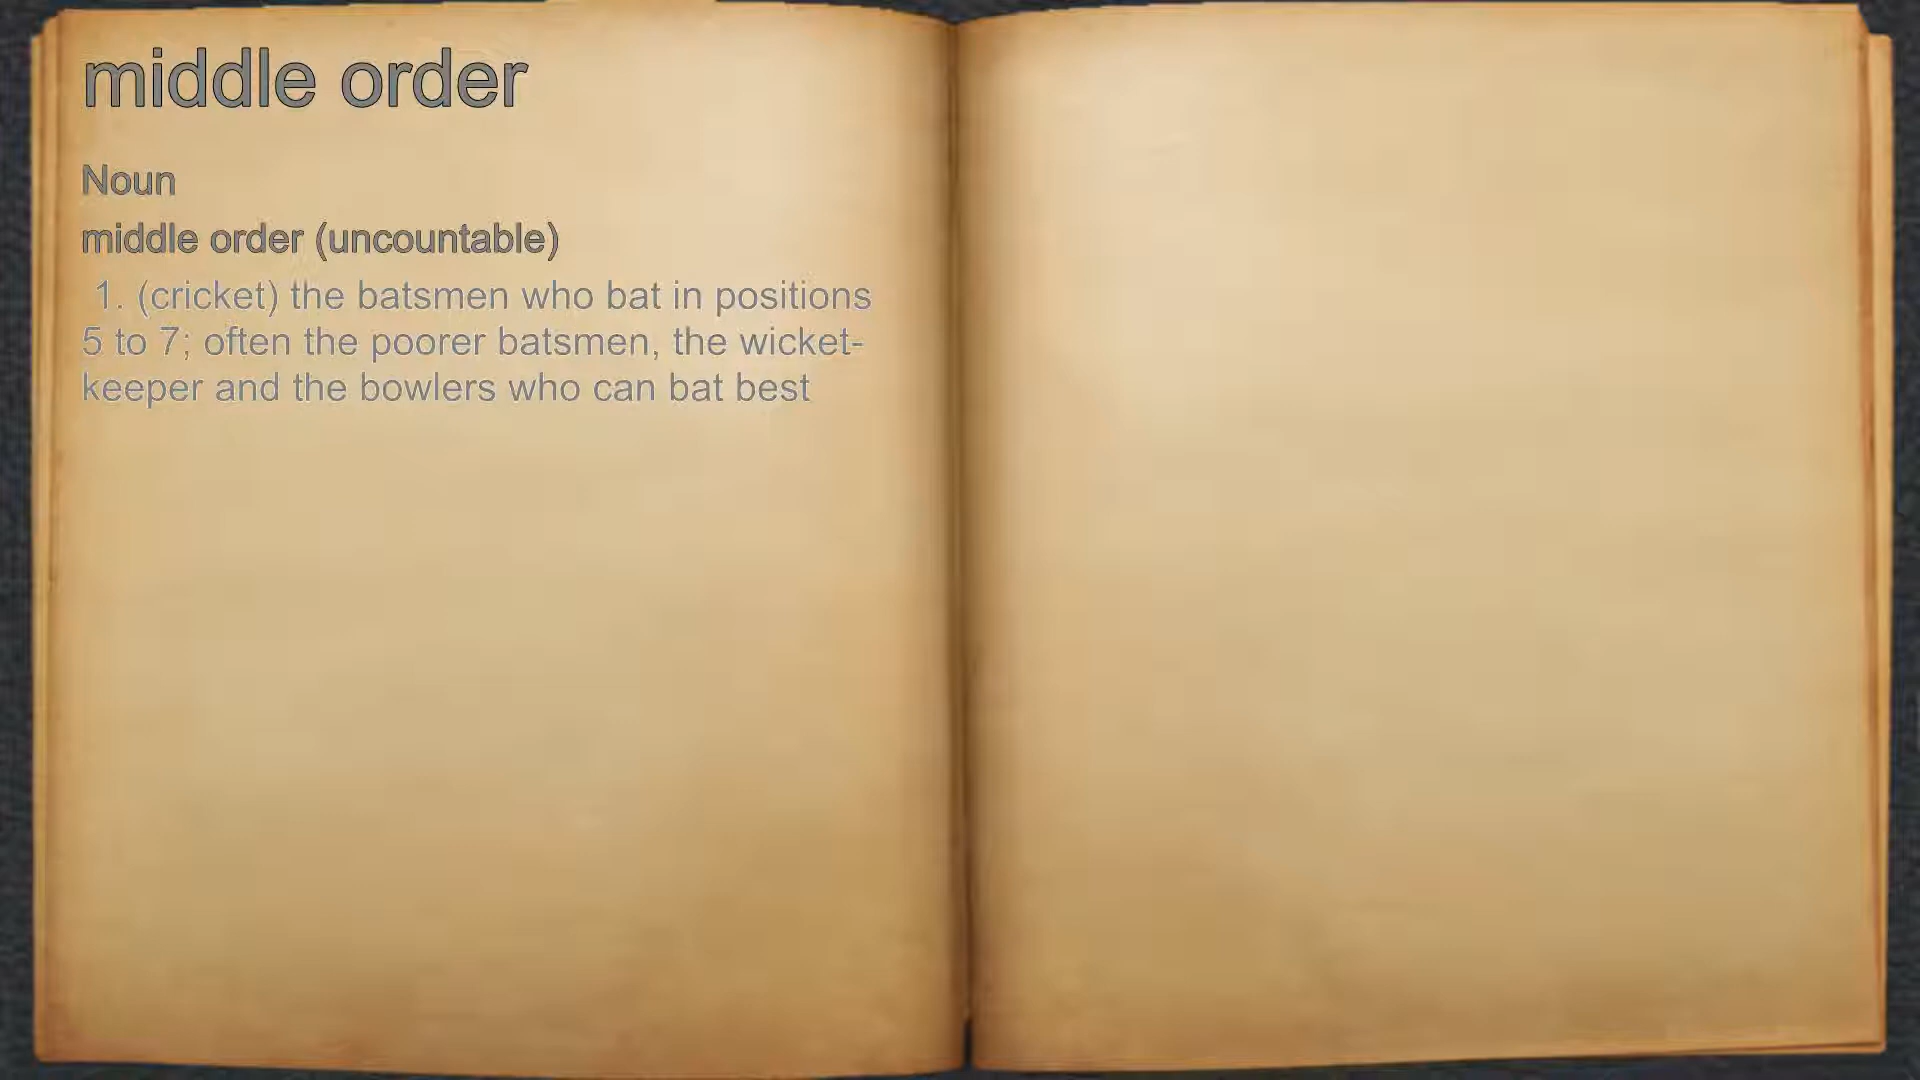 middle order
Noun
middle order (uncountable)
1. (cricket) the batsmen who bat in positions
5 to 7; often the poorer batsmen, the wicket-
keeper and the bowlers who can bat best